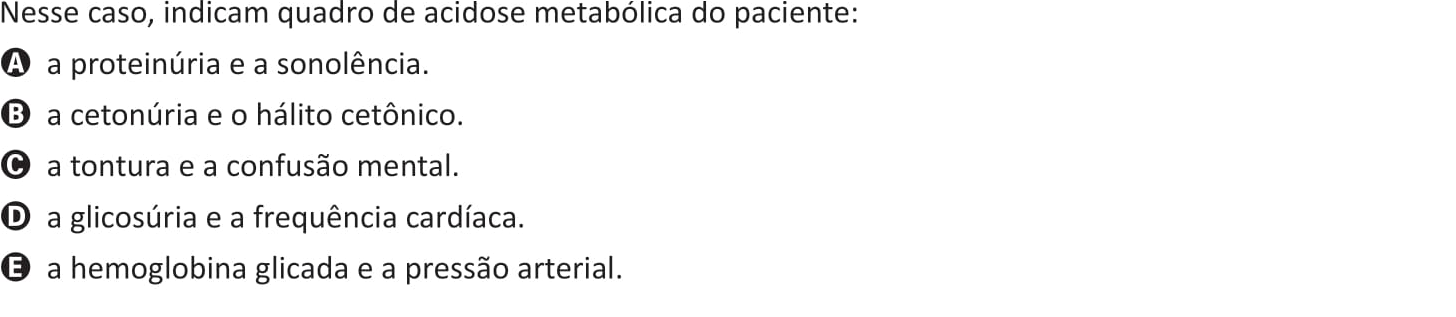 Nesse caso, indicam quadro de acidose metabólica do paciente:
A a proteinúria e a sonolência.
B a cetonúria e o hálito cetônico.
C a tontura e a confusão mental.
D a glicosúria e a frequência cardíaca.
E a hemoglobina glicada e a pressão arterial.